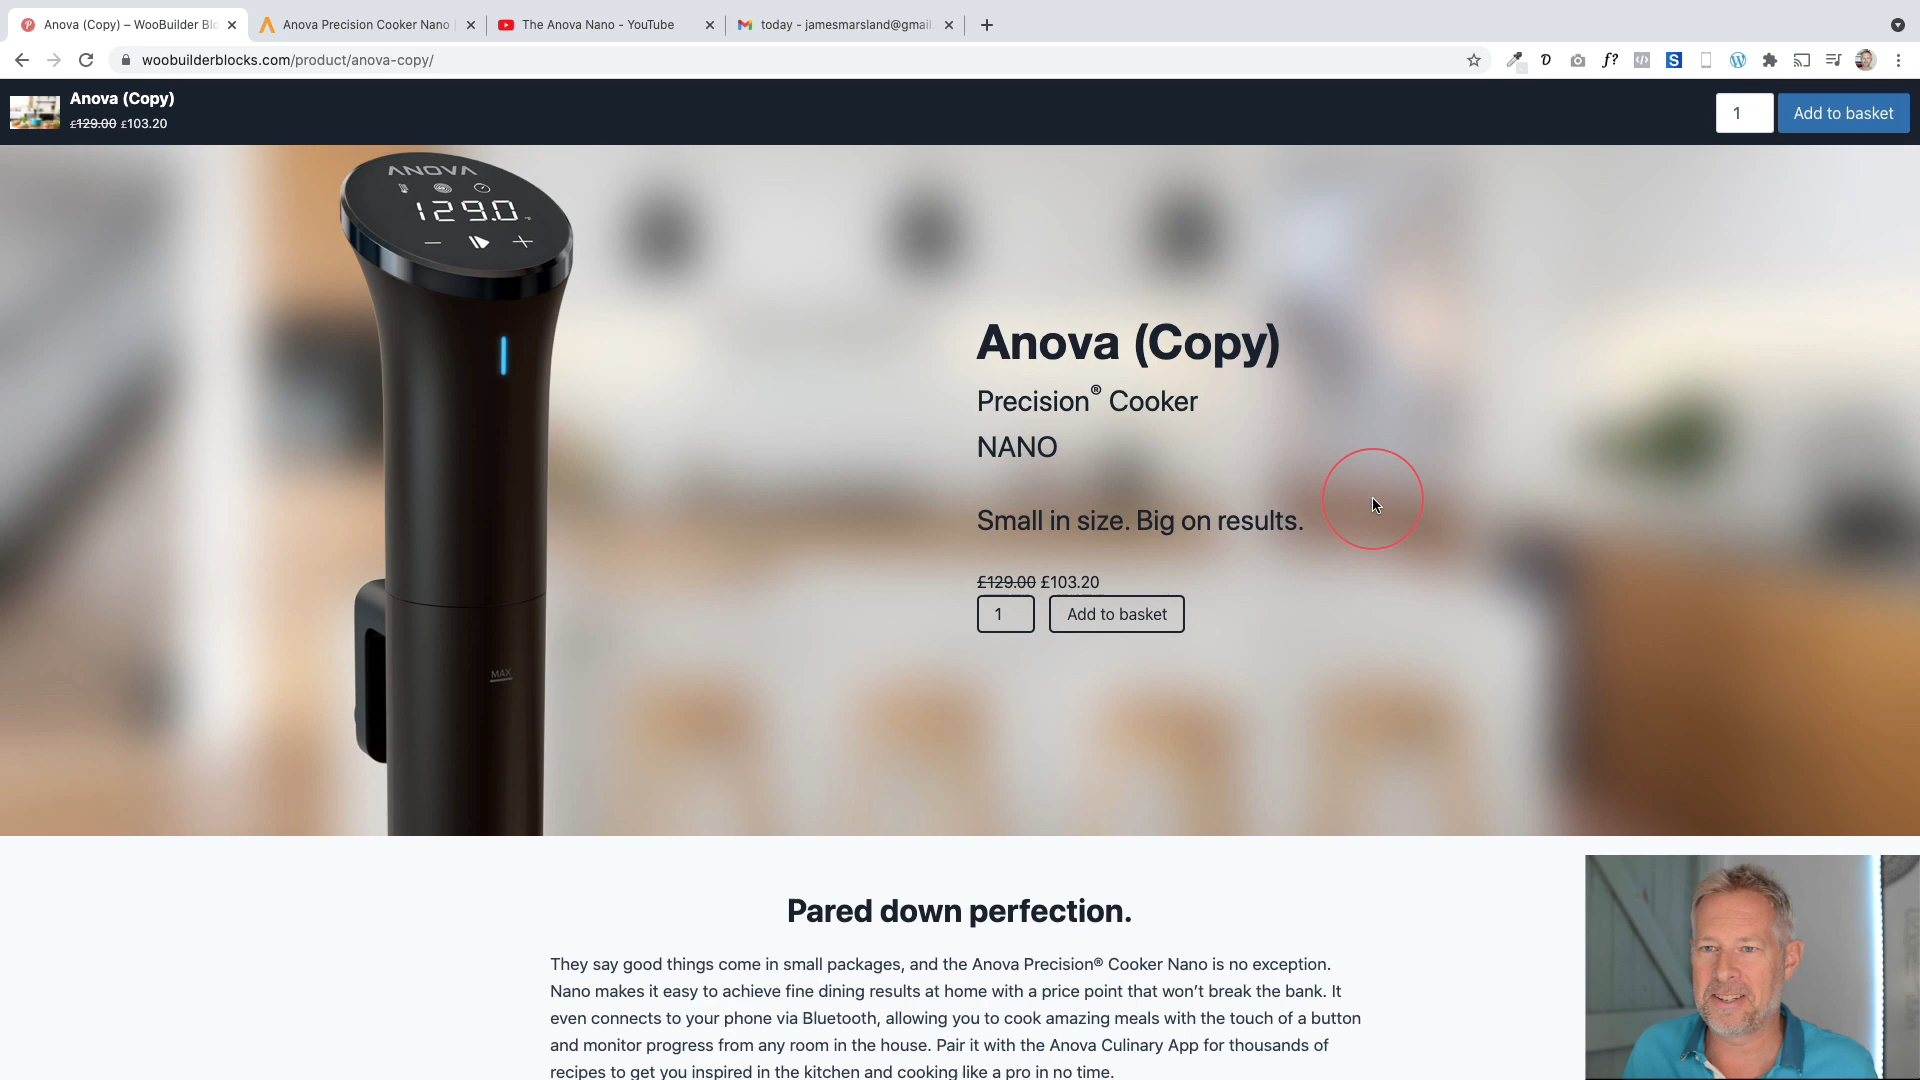 Anova (Copy) – WooBuilder Blo
Anova Precision Cooker Nano
The Anova Nano - YouTube
today - jamesmarsland@gmail.
woobuilderblocks.com/product/anova-copy/
Anova (Copy)
£129.00 £103.20
1
Add to basket
ANOVA
129.0
MAX
Anova (Copy)
Precision® Cooker
NANO
Small in size. Big on results.
£129.00 £103.20
1
Add to basket
Pared down perfection.
They say good things come in small packages, and the Anova Precision® Cooker Nano is no exception.
Nano makes it easy to achieve fine dining results at home with a price point that won’t break the bank. It
even connects to your phone via Bluetooth, allowing you to cook amazing meals with the touch of a button
and monitor progress from any room in the house. Pair it with the Anova Culinary App for thousands of
recipes to get you inspired in the kitchen and cooking like a pro in no time.